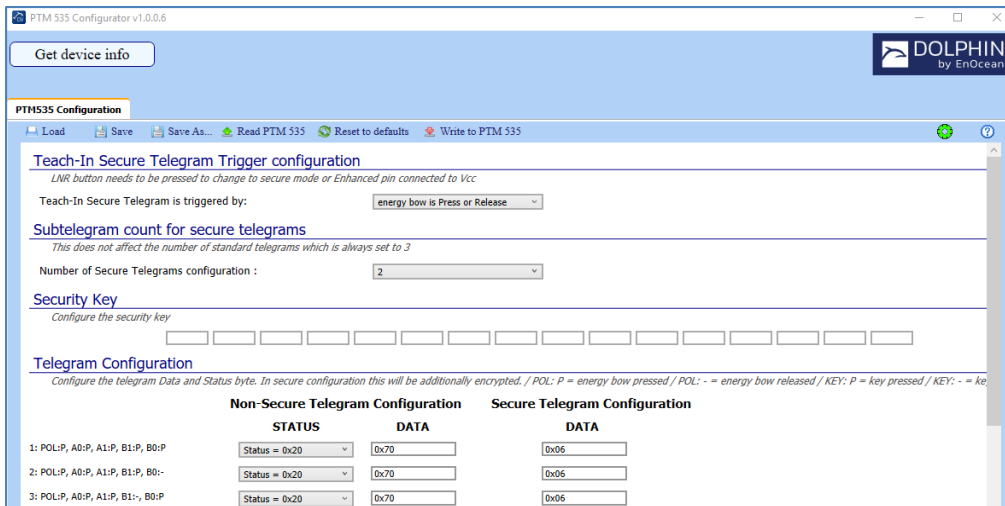 PTM 535 Configurator v1.0.0.6
Get device info
DOLPHIN
by EnOcean
PTM535 Configuration
Load Save Save As... Read PTM 535 Reset to defaults Write to PTM 535
Teach-In Secure Telegram Trigger configuration
LNR button needs to be pressed to change to secure mode or Enhanced pin connected to Vcc
Teach-In Secure Telegram is triggered by: energy bow is Press or Release
Subtelegram count for secure telegrams
This does not affect the number of standard telegrams which is always set to 3
Number of Secure Telegrams configuration : 2
Security Key
Configure the security key
Telegram Configuration
Configure the telegram Data and Status byte. In secure configuration this will be additionally encrypted. / POL: P = energy bow pressed / POL: - = energy bow released / KEY: P = key pressed / KEY: - = ke
Non-Secure Telegram Configuration Secure Telegram Configuration
STATUS DATA DATA
1: POL:P, A0:P, A1:P, B1:P, B0:P Status = 0x20 0x70 0x06
2: POL:P, A0:P, A1:P, B1:P, B0:- Status = 0x20 0x70 0x06
3: POL:P, A0:P, A1:P, B1:-, B0:P Status = 0x20 0x70 0x06